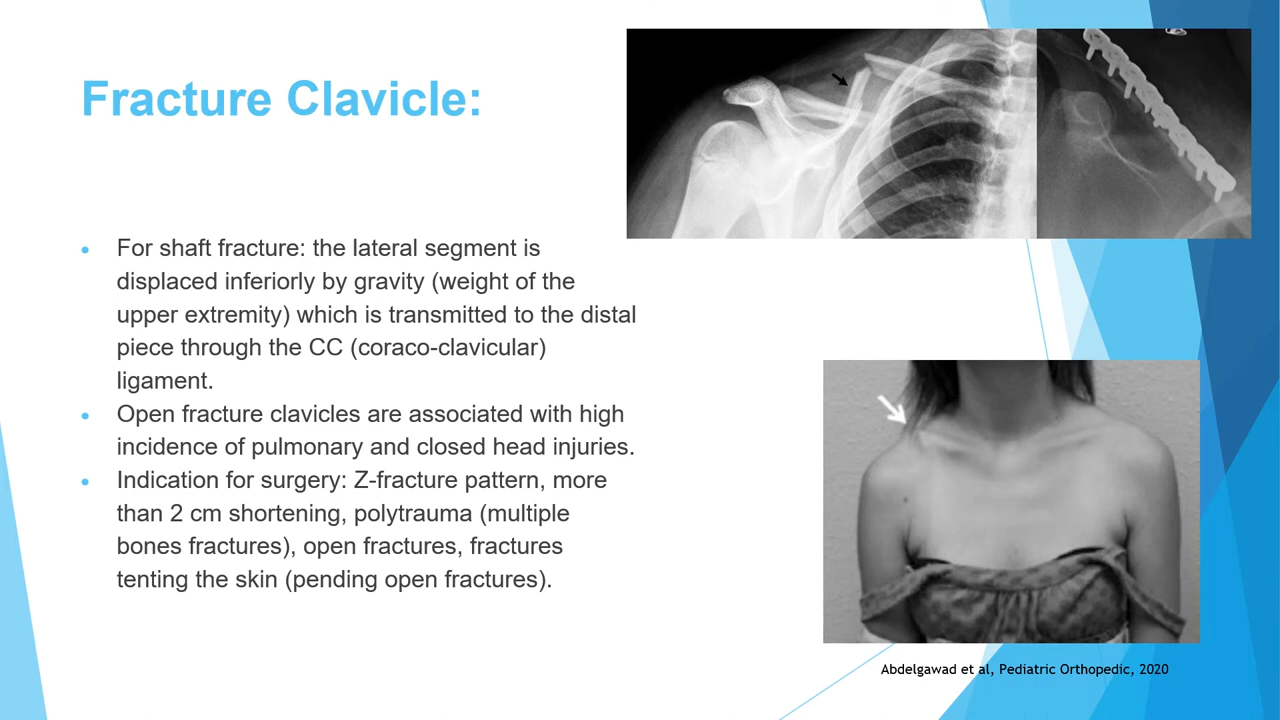 Fracture Clavicle:
• For shaft fracture: the lateral segment is
displaced inferiorly by gravity (weight of the
upper extremity) which is transmitted to the distal
piece through the CC (coraco-clavicular)
ligament.
• Open fracture clavicles are associated with high
incidence of pulmonary and closed head injuries.
• Indication for surgery: Z-fracture pattern, more
than 2 cm shortening, polytrauma (multiple
bones fractures), open fractures, fractures
tenting the skin (pending open fractures).
Abdelgawad et al, Pediatric Orthopedic, 2020